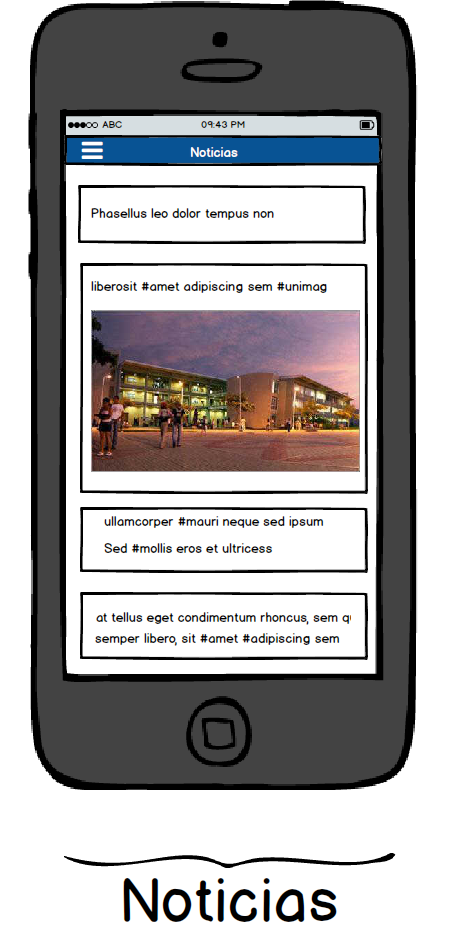 ABC 09:43 PM
Noticias
Phasellus leo dolor tempus non
liberosit #amet adipiscing sem #unimag
ullamcorper #mauri neque sed ipsum
Sed #mollis eros et ultricess
at tellus eget condimentum rhoncus, sem
semper libero, sit #amet #adipiscing sem
Noticias